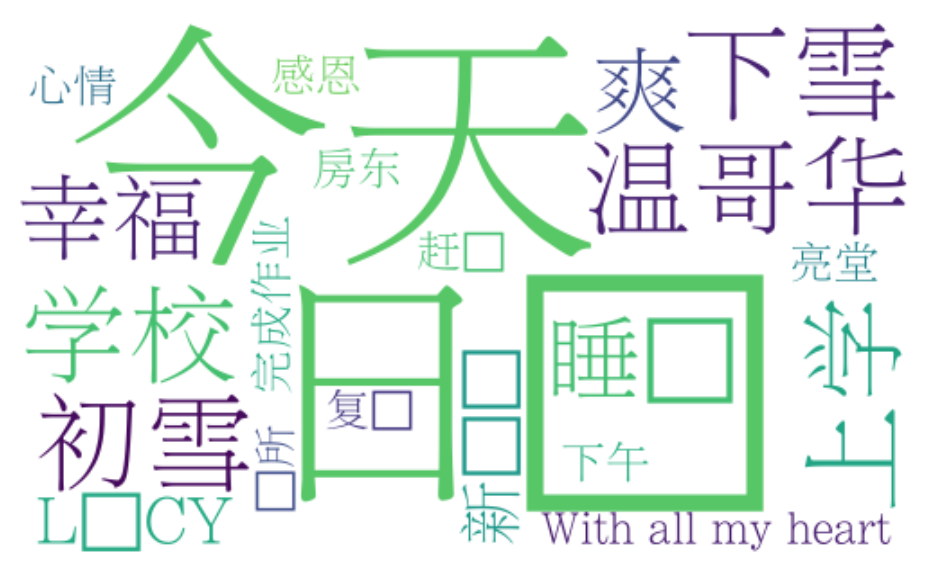 今天
心情
感恩
爽
下雪
房东
温哥华
幸福
赶□
亮堂
完成作业
学校
日□
睡□
上学
复□
新□□
初雪
□所
下午
L□CY
With all my heart